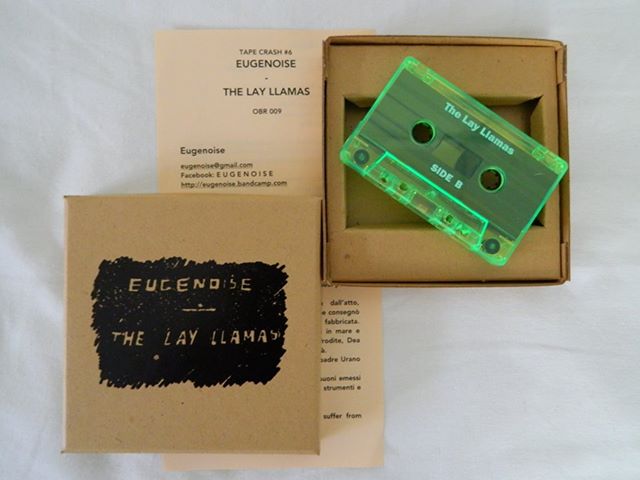 TAPE CRASH #6
EUGENOISE
-
THE LAY LLAMAS
OBR 009
Eugenoise
eugenoise@gmail.com
Facebook: E U G E N O I S E
http://eugenoise.bandcamp.com
The Lay Llamas
SIDE B
EUGENOISE
-
THE LAY LLAMAS
dall'atto,
e consegnò
fabbricata.
in mare e
Dea
padre Urano
suoni emessi
strumenti e
suffer from